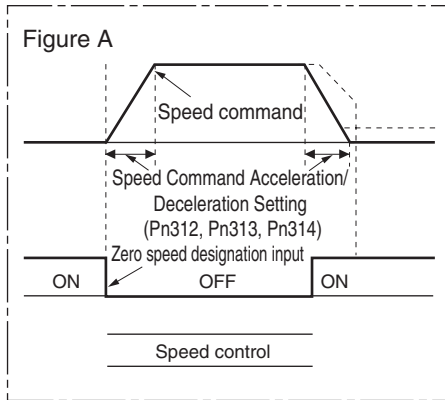 Figure A
Speed command
Speed Command Acceleration/
Deceleration Setting
(Pn312, Pn313, Pn314)
Zero speed designation input
ON OFF ON
Speed control